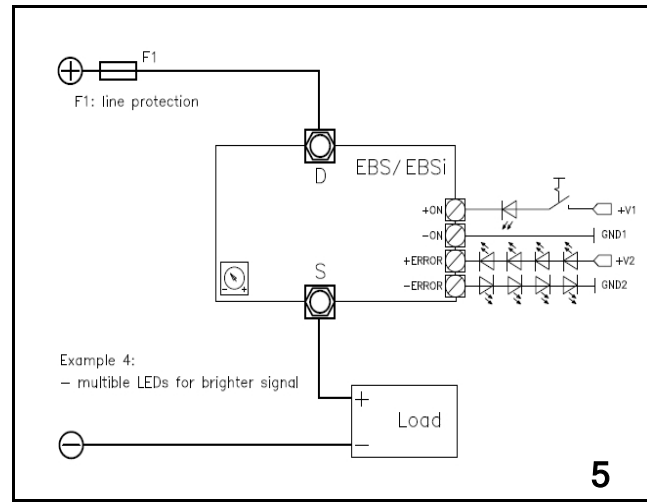 F1
F1: line protection
D
EBS/EBSi
+ON
+V1
-ON
GND1
+ERROR
+V2
-ERROR
GND2
S
- +
Example 4:
– multible LEDs for brighter signal
+
Load
–
5